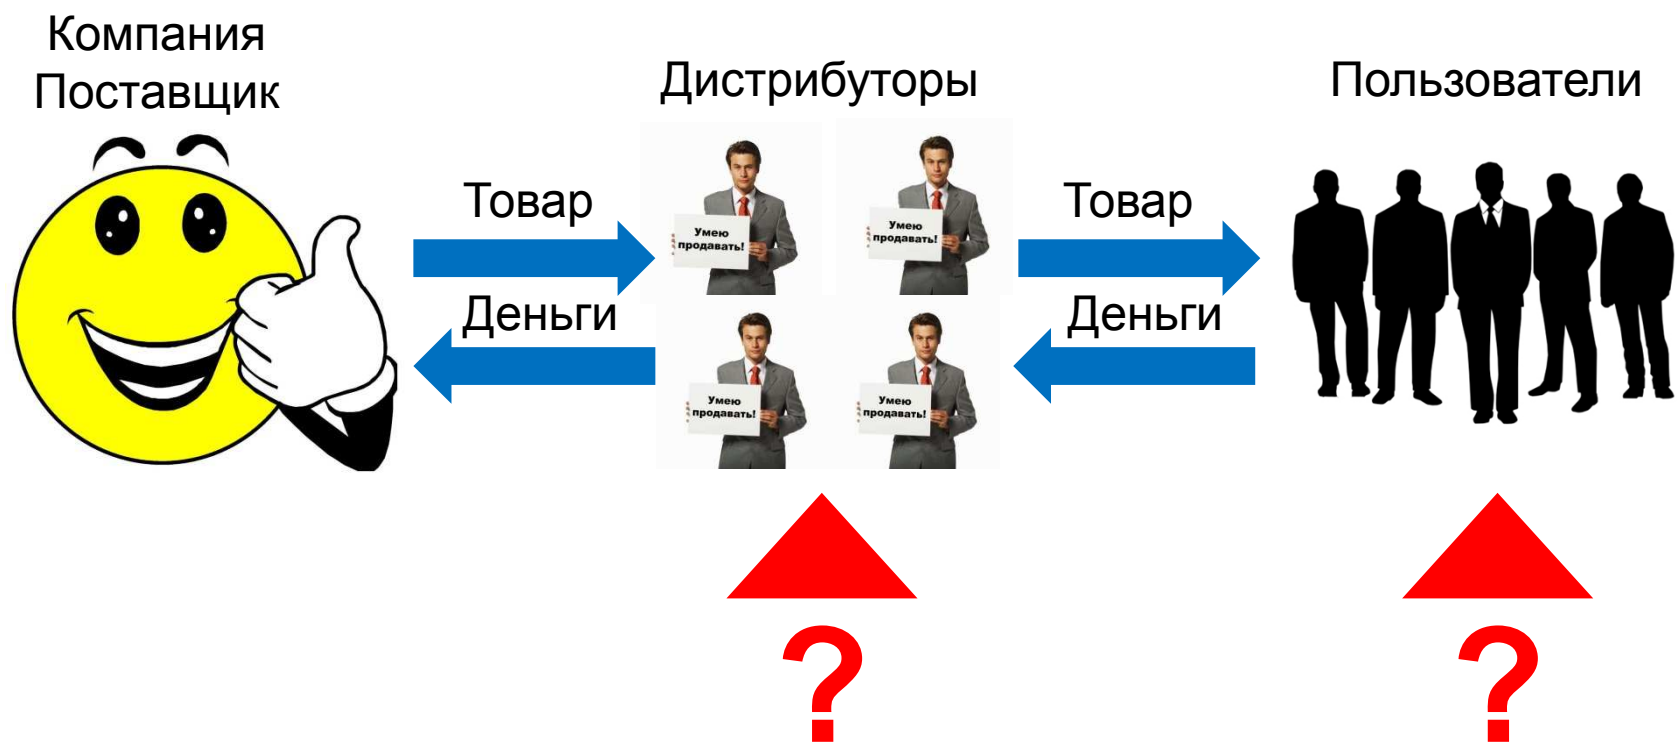 Компания
Поставщик
Дистрибуторы
Пользователи
Товар
Товар
Деньги
Деньги
Умею
продавать!
Умею
продавать!
Умею
продавать!
Умею
продавать!
?
?